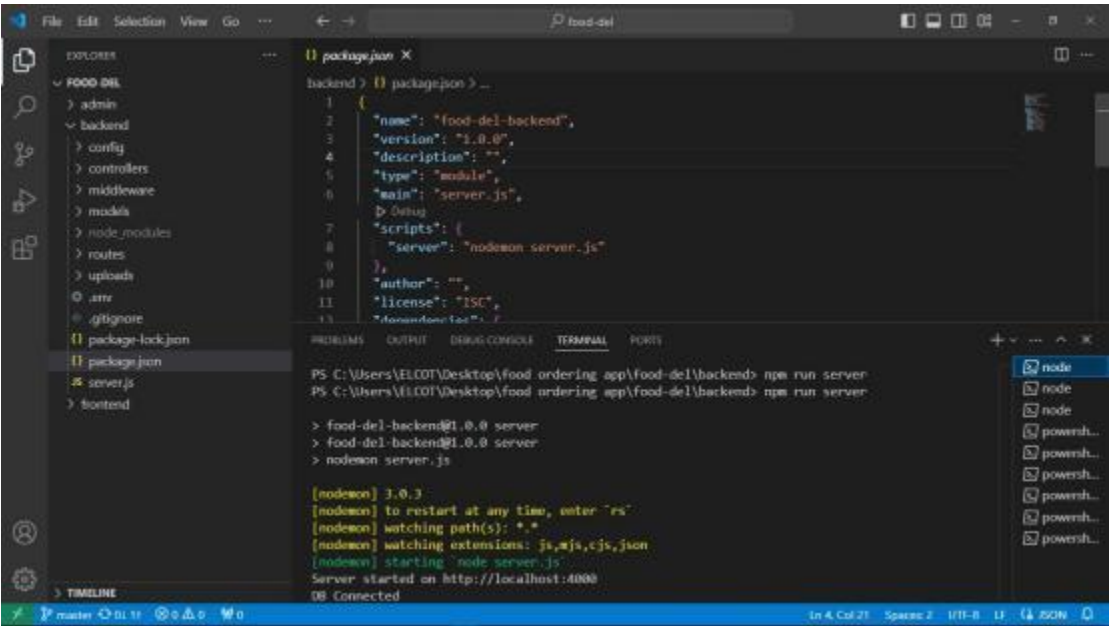 File Edit Selection View Go ...
food-del
EXPLORER ...
FOOD-DEL
admin
backend
config
controllers
middleware
models
node_modules
routes
uploads
.env
.gitignore
{} package-lock.json
{} package.json
JS server.js
frontend
TIMELINE
{} package.json ×
backend > {} package.json > ...
1 {
2 "name": "food-del-backend",
3 "version": "1.0.0",
4 "description": "",
5 "type": "module",
6 "main": "server.js",
Debug
7 "scripts": {
8 "server": "nodemon server.js"
9 },
10 "author": "",
11 "license": "ISC",
12 "dependencies": {
PROBLEMS OUTPUT DEBUG CONSOLE TERMINAL PORTS
PS C:\Users\ELCOT\Desktop\food ordering app\food-del\backend> npm run server
PS C:\Users\ELCOT\Desktop\food ordering app\food-del\backend> npm run server
> food-del-backend@1.0.0 server
> food-del-backend@1.0.0 server
> nodemon server.js
[nodemon] 3.0.3
[nodemon] to restart at any time, enter `rs`
[nodemon] watching path(s): *.*
[nodemon] watching extensions: js,mjs,cjs,json
[nodemon] starting `node server.js`
Server started on http://localhost:4000
DB Connected
node
node
node
powersh...
powersh...
powersh...
powersh...
powersh...
powersh...
master 0 0 0 Ln 4, Col 21 Spaces: 2 UTF-8 LF JSON